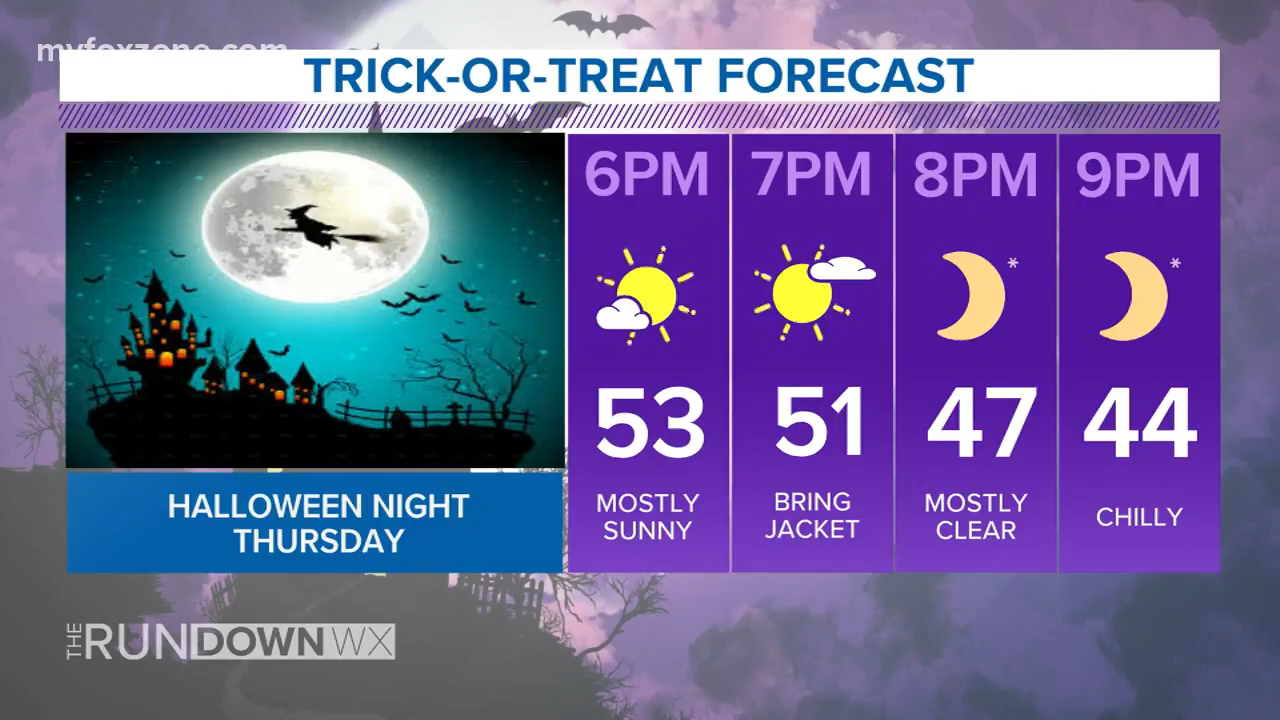 myfoxzone.com
TRICK-OR-TREAT FORECAST
HALLOWEEN NIGHT
THURSDAY
6PM
53
MOSTLY
SUNNY
7PM
51
BRING
JACKET
8PM
47
MOSTLY
CLEAR
9PM
44
CHILLY
THE RUNDOWN WX